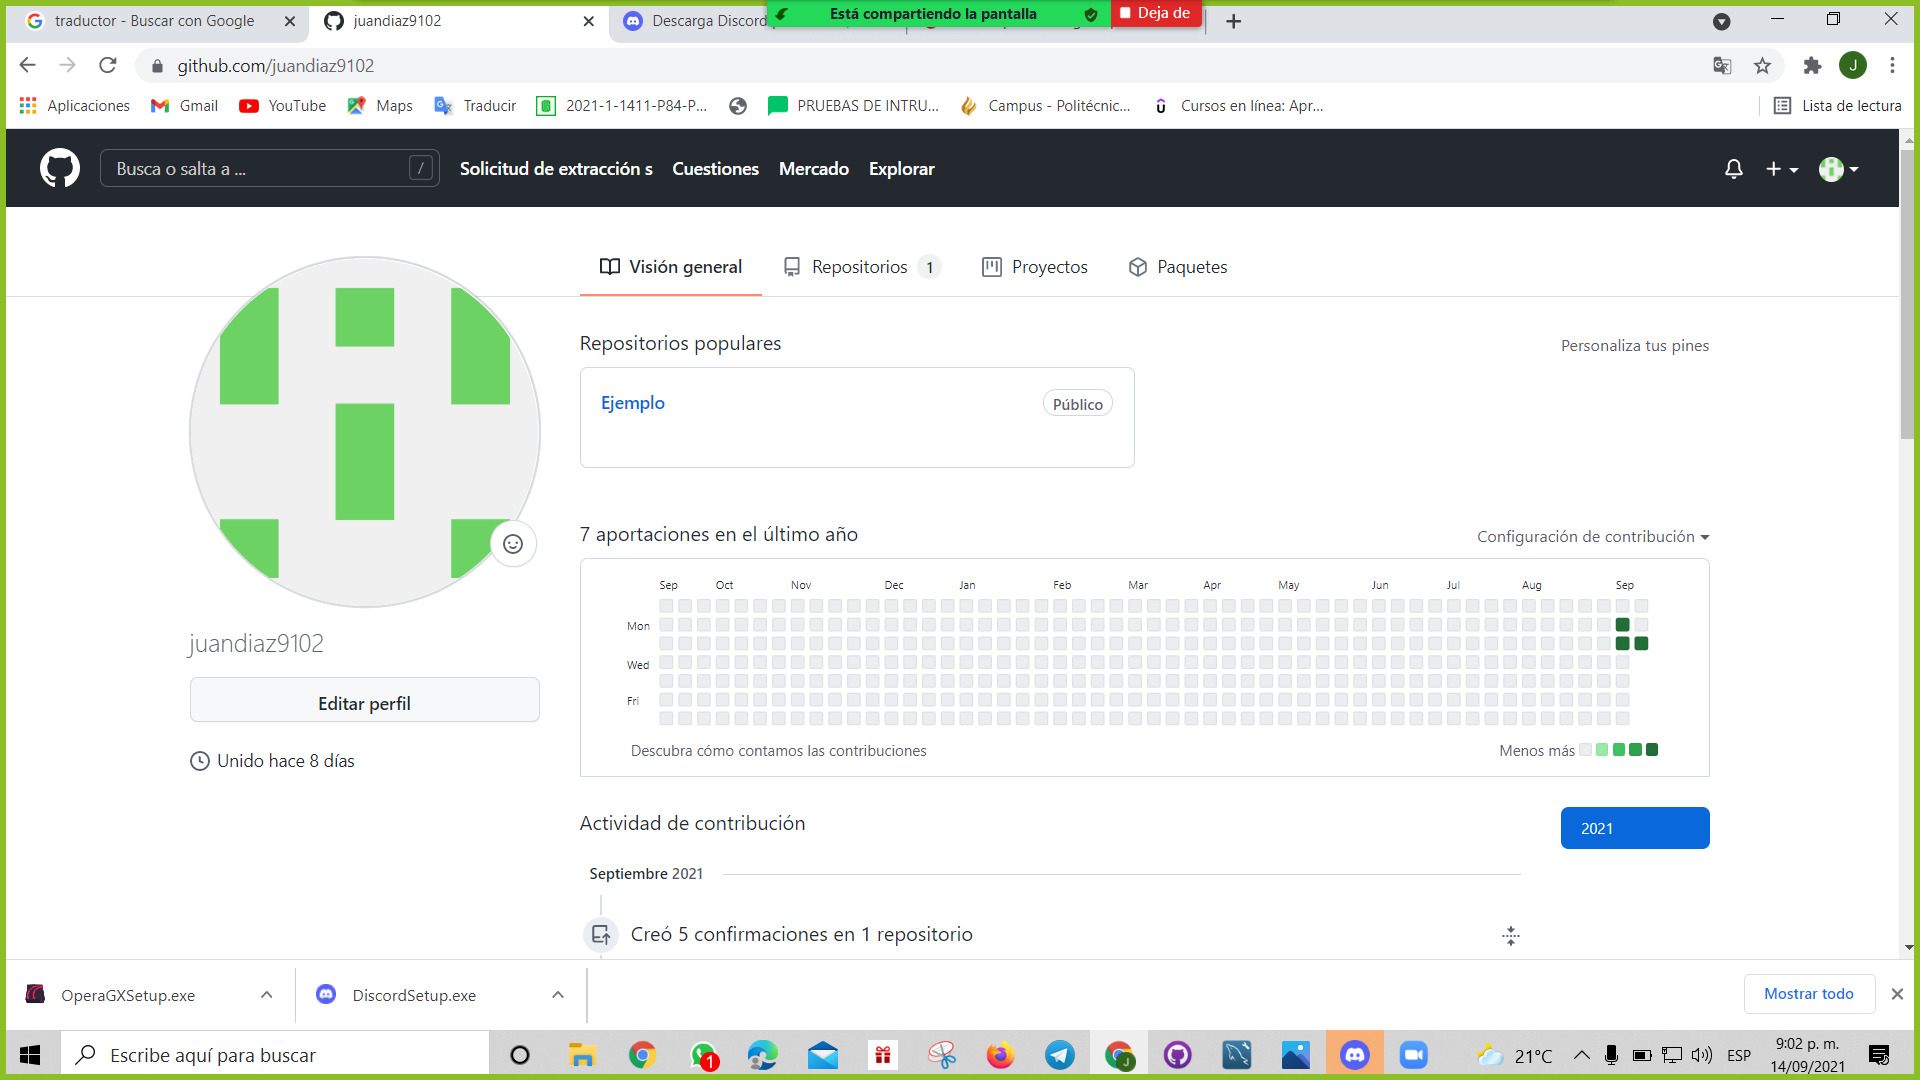 traductor - Buscar con Google
juandiaz9102
Descarga Discord
Está compartiendo la pantalla
Deja de
github.com/juandiaz9102
J
Aplicaciones
Gmail
YouTube
Maps
Traducir
2021-1-1411-P84-P...
PRUEBAS DE INTRU...
Campus - Politécnic...
Cursos en línea: Apr...
Lista de lectura
Busca o salta a ...
/
Solicitud de extracción s
Cuestiones
Mercado
Explorar
Visión general
Repositorios 1
Proyectos
Paquetes
Repositorios populares
Personaliza tus pines
Ejemplo
Público
7 aportaciones en el último año
Configuración de contribución
Sep Oct Nov Dec Jan Feb Mar Apr May Jun Jul Aug Sep
Mon
Wed
Fri
Descubra cómo contamos las contribuciones
Menos más
juandiaz9102
Editar perfil
Unido hace 8 días
Actividad de contribución
2021
Septiembre 2021
Creó 5 confirmaciones en 1 repositorio
OperaGXSetup.exe
DiscordSetup.exe
Mostrar todo
Escribe aquí para buscar
1
J
21°C
ESP
9:02 p. m.
14/09/2021